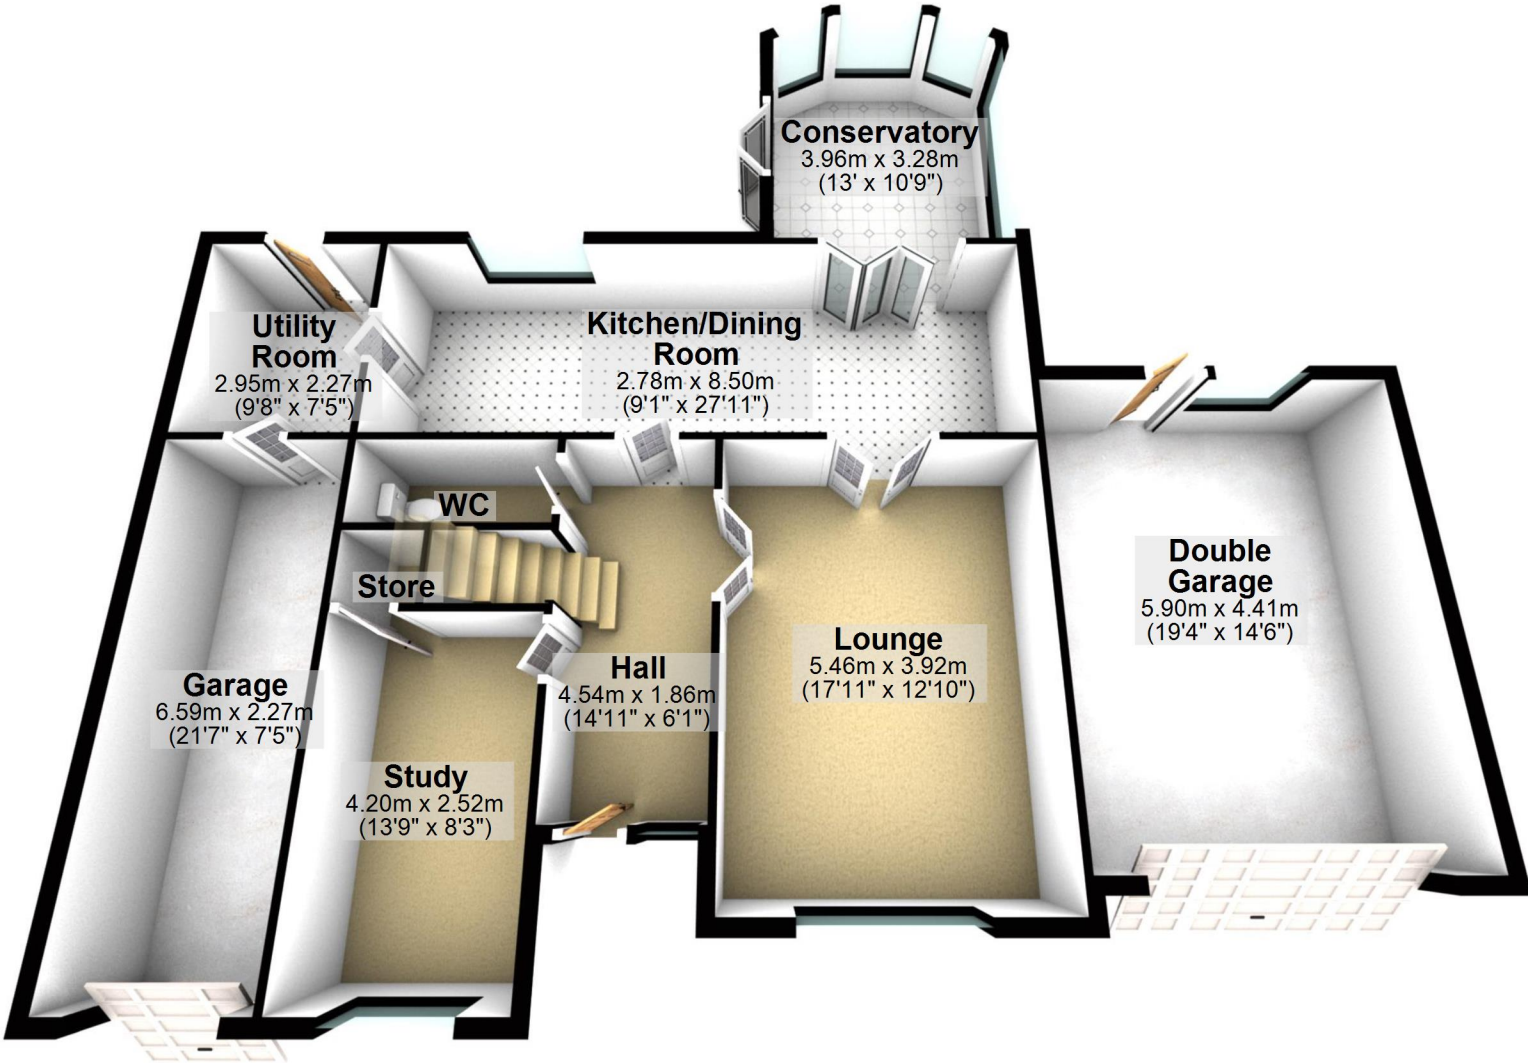 Conservatory
3.96m x 3.28m
(13' x 10'9")
Utility
Room
2.95m x 2.27m
(9'8" x 7'5")
Kitchen/Dining
Room
2.78m x 8.50m
(9'1" x 27'11")
WC
Store
Double
Garage
5.90m x 4.41m
(19'4" x 14'6")
Lounge
5.46m x 3.92m
(17'11" x 12'10")
Hall
4.54m x 1.86m
(14'11" x 6'1")
Garage
6.59m x 2.27m
(21'7" x 7'5")
Study
4.20m x 2.52m
(13'9" x 8'3")